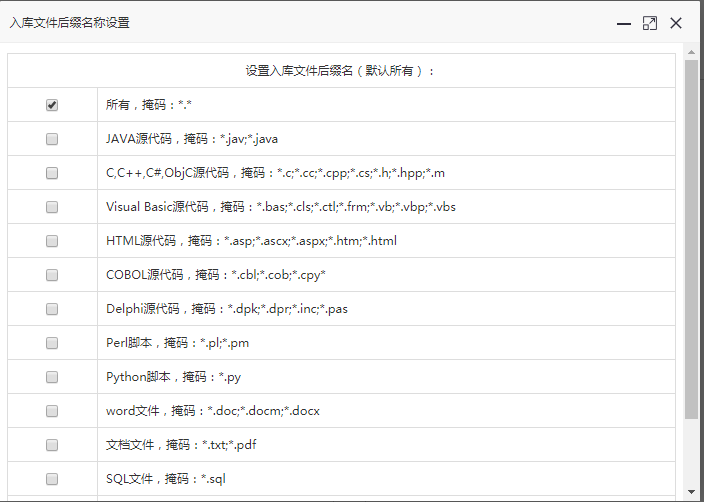 入库文件后缀名称设置
设置入库文件后缀名（默认所有）：
所有，掩码：*.*
JAVA源代码，掩码：*.jav;*.java
C,C++,C#,ObjC源代码，掩码：*.c;*.cc;*.cpp;*.cs;*.h;*.hpp;*.m
Visual Basic源代码，掩码：*.bas;*.cls;*.ctl;*.frm;*.vb;*.vbp;*.vbs
HTML源代码，掩码：*.asp;*.ascx;*.aspx;*.htm;*.html
COBOL源代码，掩码：*.cbl;*.cob;*.cpy*
Delphi源代码，掩码：*.dpk;*.dpr;*.inc;*.pas
Perl脚本，掩码：*.pl;*.pm
Python脚本，掩码：*.py
word文件，掩码：*.doc;*.docm;*.docx
文档文件，掩码：*.txt;*.pdf
SQL文件，掩码：*.sql